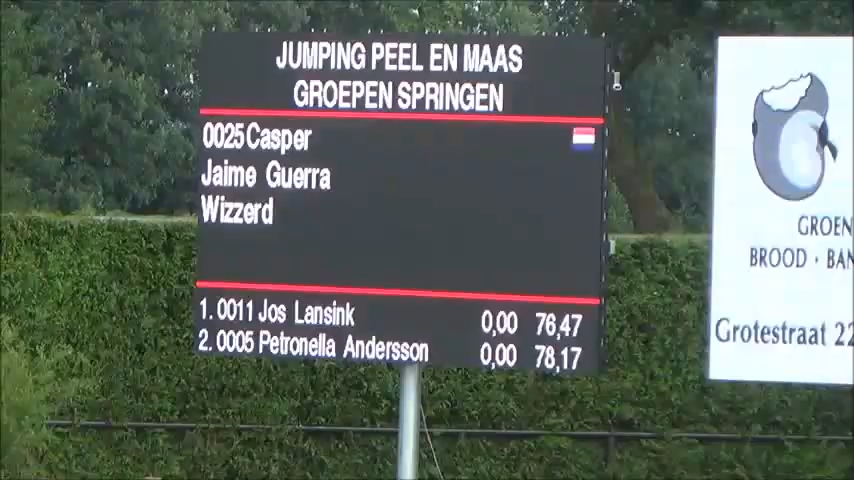 JUMPING PEEL EN MAAS
GROEPEN SPRINGEN
0025 Casper
Jaime Guerra
Wizzerd
1. 0011 Jos Lansink 0,00 76,47
2. 0005 Petronella Andersson 0,00 78,17
GROEN
BROOD · BAN
Grotestraat 22